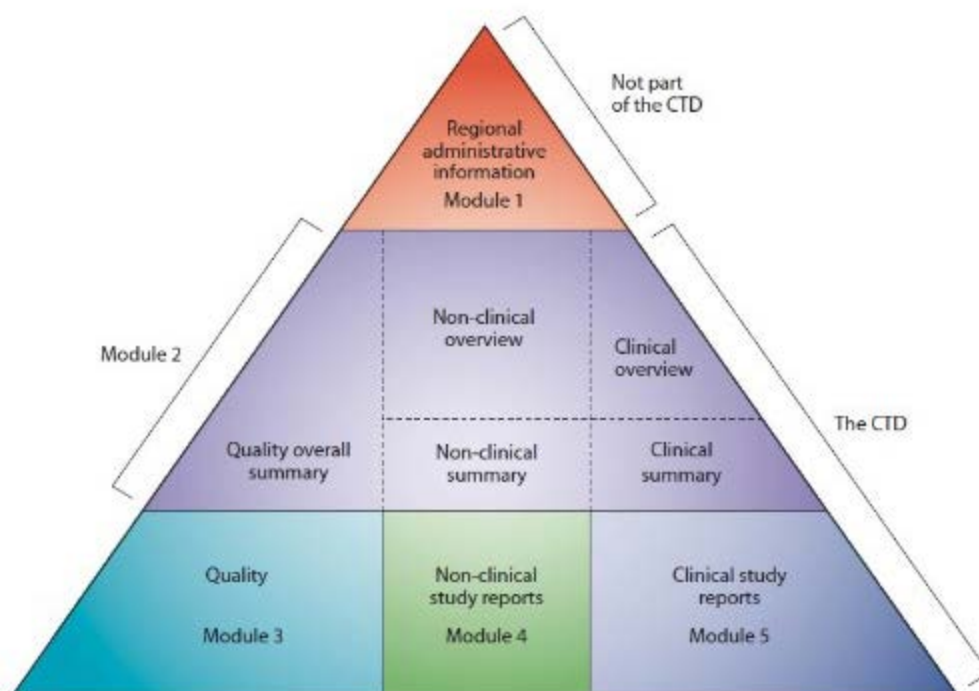 Not part
of the CTD
Regional
administrative
information
Module 1
Module 2
Non-clinical
overview
Clinical
overview
The CTD
Quality overall
summary
Non-clinical
summary
Clinical
summary
Quality
Module 3
Non-clinical
study reports
Module 4
Clinical study
reports
Module 5